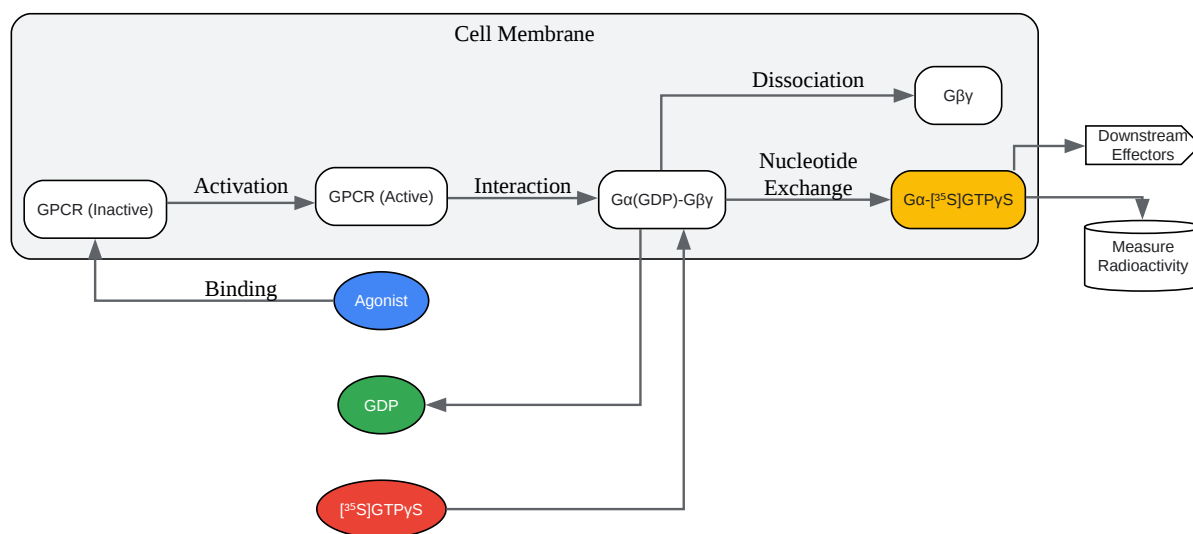 Cell Membrane
Dissociation
Gβγ
Downstream
Effectors
Nucleotide
Exchange
Activation
Interaction
GPCR (Inactive)
GPCR (Active)
Gα(GDP)-Gβγ
Gα-[³⁵S]GTPγS
Measure
Radioactivity
Binding
Agonist
GDP
[³⁵S]GTPγS